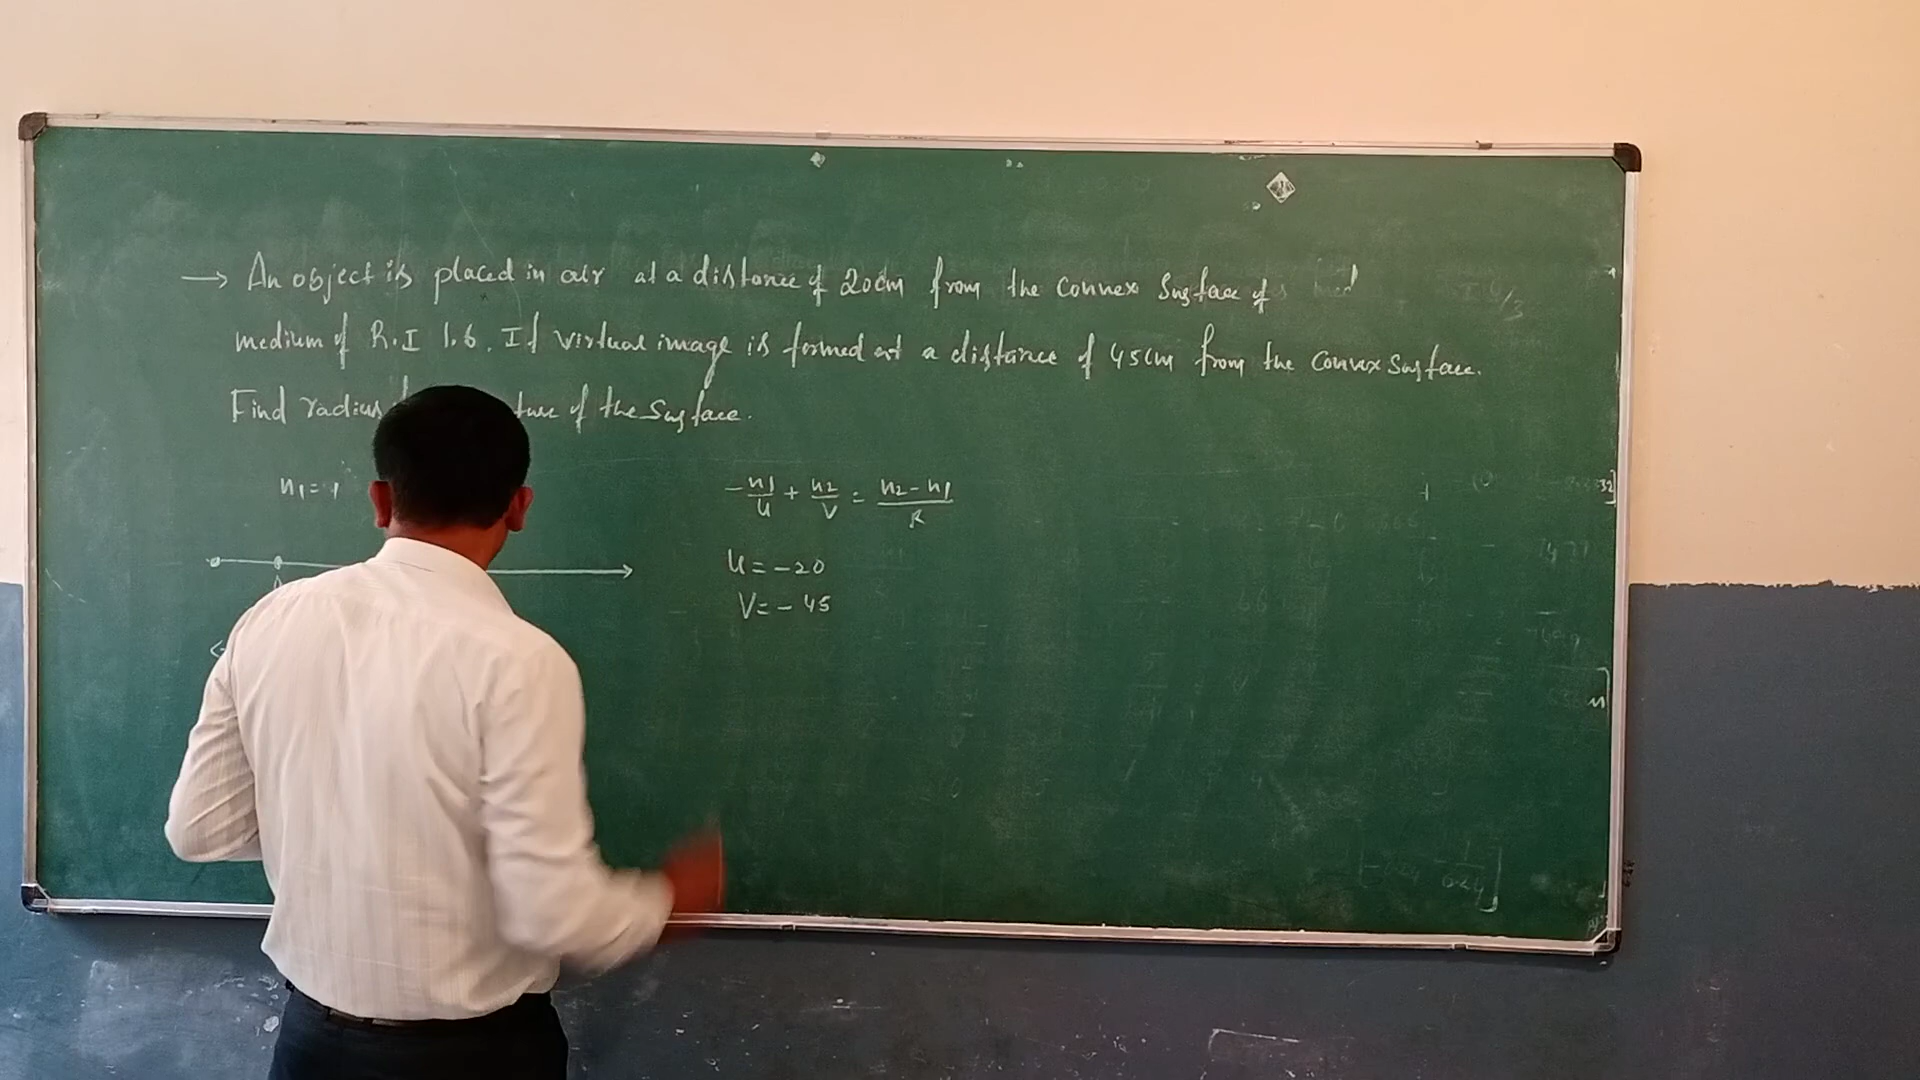 → An object is placed in air at a distance of 20cm from the convex surface of
medium of R.I 1.6. If virtual image is formed at a distance of 45cm from the convex surface.
Find radius of the surface.
n₁ = 1
-n₁/u + n₂/v = n₂ - n₁/R
u = -20
V = - 45